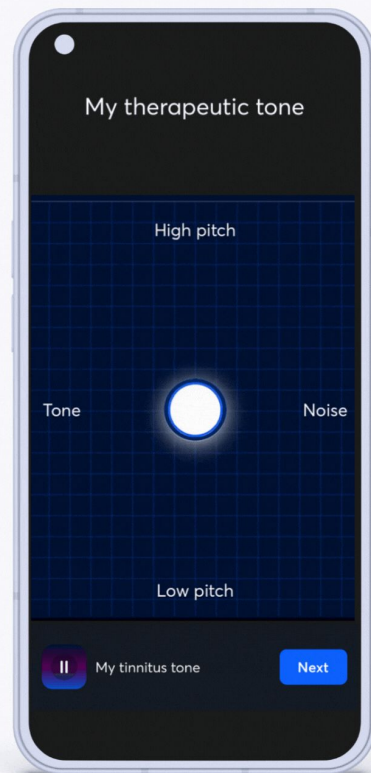 My therapeutic tone
High pitch
Tone
Noise
Low pitch
My tinnitus tone
Next